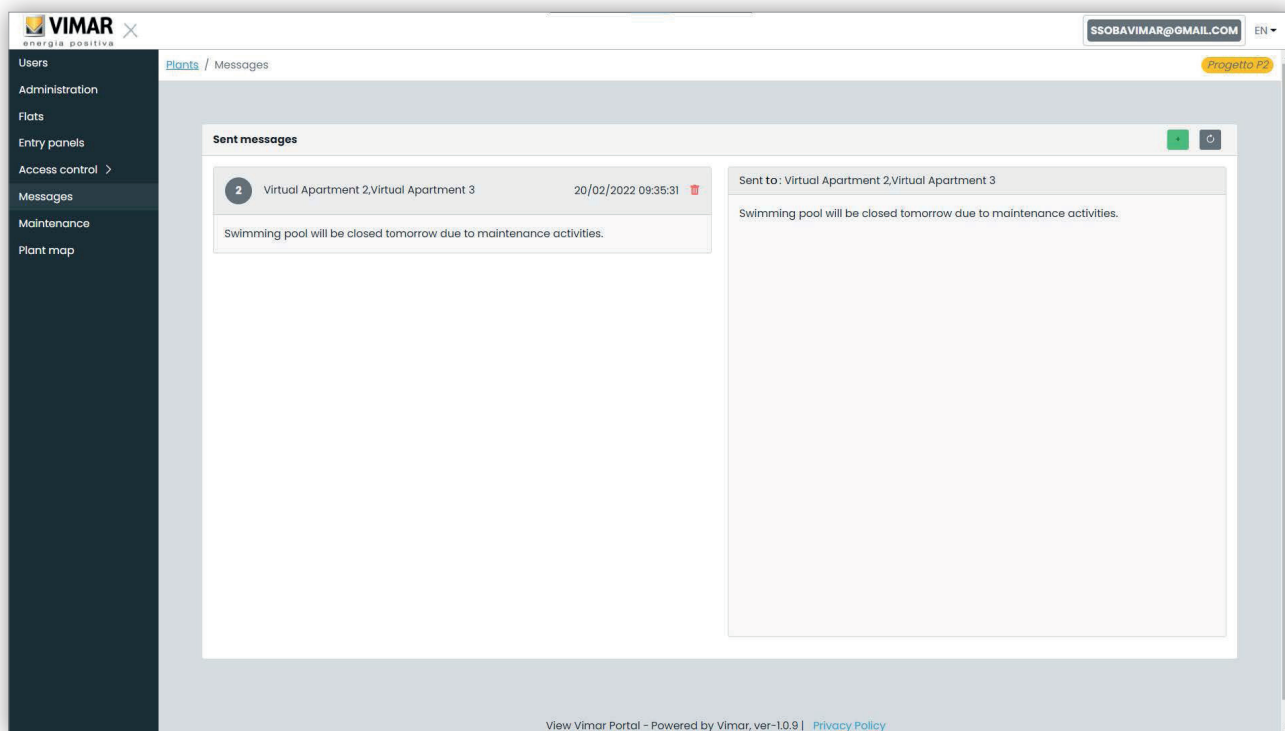 VIMAR
energia positiva
SSOBAVIMAR@GMAIL.COM
EN
Users
Administration
Flats
Entry panels
Access control >
Messages
Maintenance
Plant map
Plants / Messages
Progetto P2
Sent messages
+
2
Virtual Apartment 2,Virtual Apartment 3
20/02/2022 09:35:31
Swimming pool will be closed tomorrow due to maintenance activities.
Sent to : Virtual Apartment 2,Virtual Apartment 3
Swimming pool will be closed tomorrow due to maintenance activities.
View Vimar Portal - Powered by Vimar, ver-1.0.9 | Privacy Policy